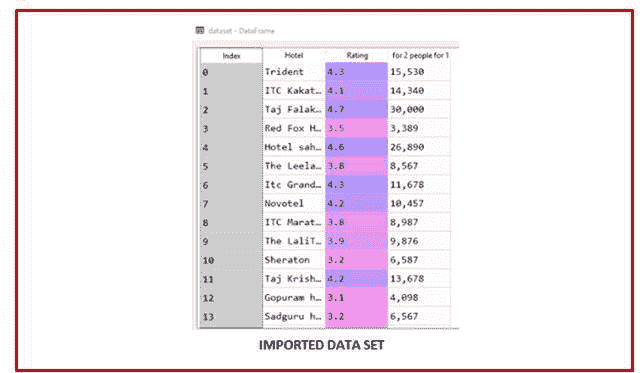 dataset - DataFrame
Index Hotel Rating for 2 people for 1
0 Trident 4.3 15,530
1 ITC Kakat... 4.1 14,340
2 Taj Falak... 4.7 30,000
3 Red Fox H... 3.5 3,389
4 Hotel sah... 4.6 26,890
5 The Leela... 3.8 8,567
6 Itc Grand... 4.3 11,678
7 Novotel 4.2 10,457
8 ITC Marat... 3.8 8,987
9 The LaliT... 3.9 9,876
10 Sheraton 3.2 6,587
11 Taj Krish... 4.2 13,678
12 Gopuram h... 3.1 4,098
13 Sadguru h... 3.2 6,567
IMPORTED DATA SET